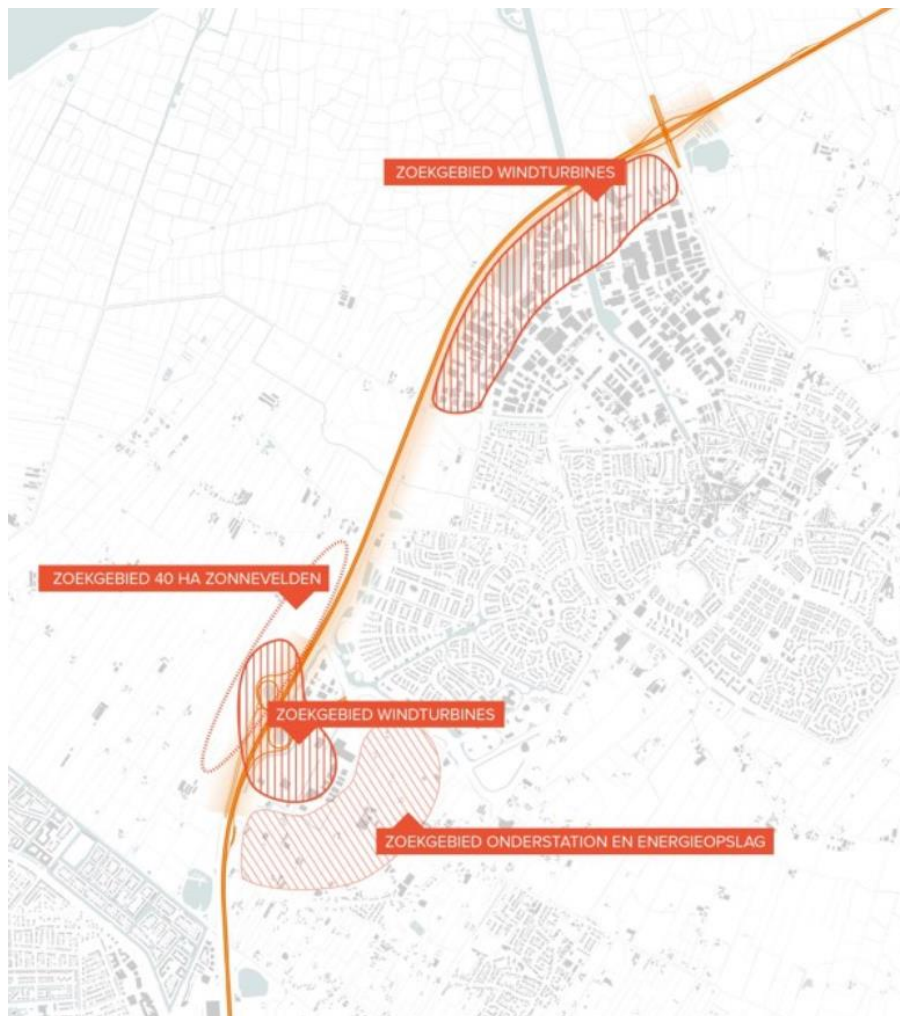 ZOEKGEBIED WINDTURBINES
ZOEKGEBIED 40 HA ZONNEVELDEN
ZOEKGEBIED WINDTURBINES
ZOEKGEBIED ONDERSTATION EN ENERGIEOPSLAG